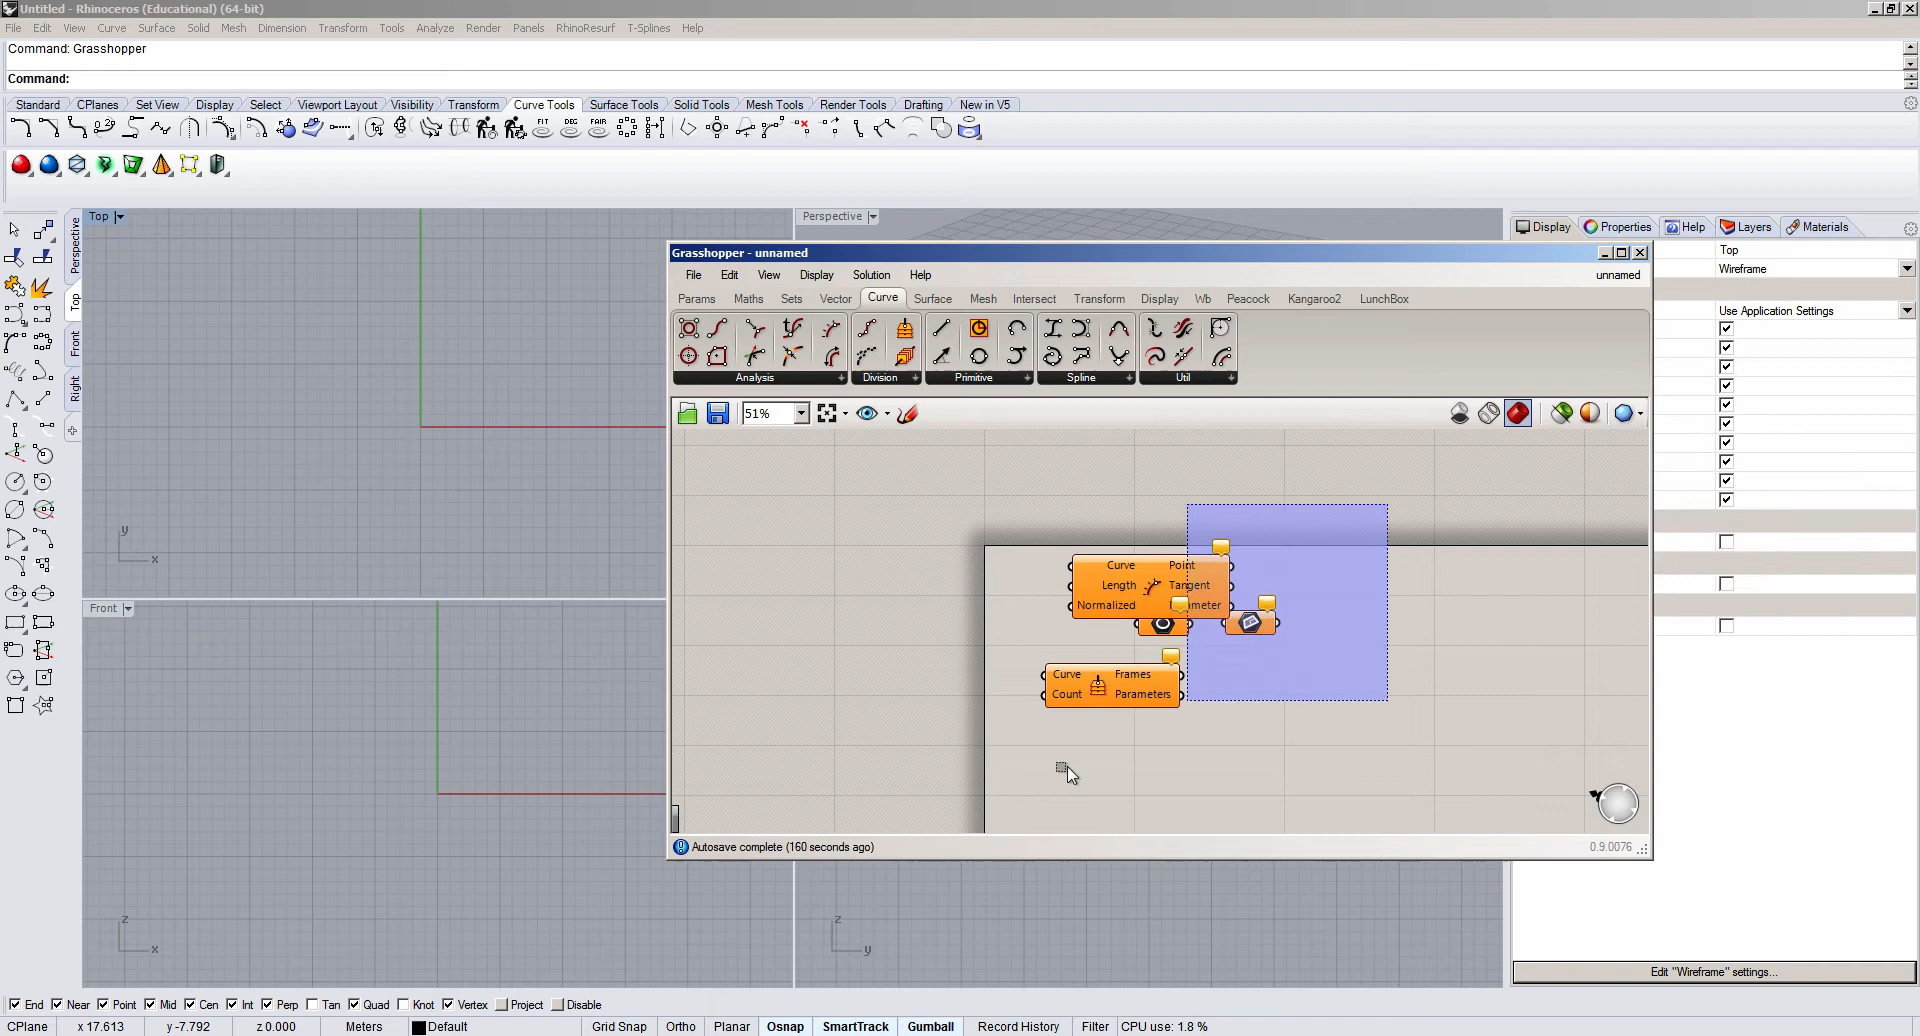 Untitled - Rhinoceros (Educational) (64-bit)
File Edit View Curve Surface Solid Mesh Dimension Transform Tools Analyze Render Panels RhinoResurf T-Splines Help
Command: Grasshopper
Command:
Standard CPlanes Set View Display Select Viewport Layout Visibility Transform Curve Tools Surface Tools Solid Tools Mesh Tools Render Tools Drafting New in V5
FIT DEG FAIR
Perspective
Top
Front
Right
Top
Perspective
Front
y
x
z
x
z
y
Display Properties Help Layers Materials
Top
Wireframe
Use Application Settings
Edit "Wireframe" settings...
Grasshopper - unnamed
File Edit View Display Solution Help unnamed
Params Maths Sets Vector Curve Surface Mesh Intersect Transform Display Wb Peacock Kangaroo2 LunchBox
Analysis Division Primitive Spline Util
51%
Curve Point
Length Tangent
Normalized
Curve Frames
Count Parameters
Autosave complete (160 seconds ago) 0.9.0076
End Near Point Mid Cen Int Perp Tan Quad Knot Vertex Project Disable
CPlane x 17.613 y -7.792 z 0.000 Meters Default Grid Snap Ortho Planar Osnap SmartTrack Gumball Record History Filter CPU use: 1.8 %